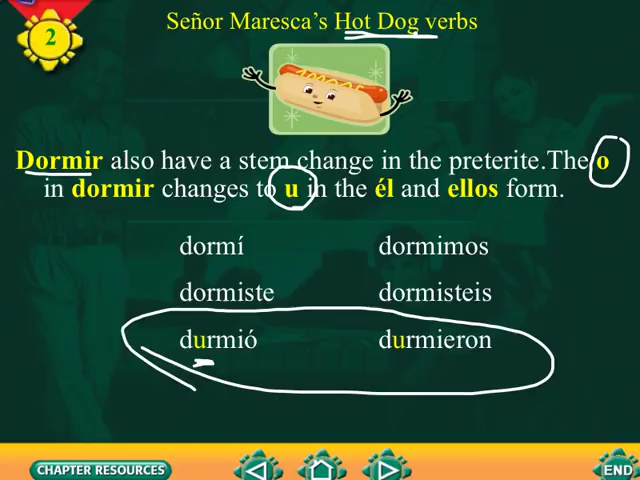 2
Señor Maresca's Hot Dog verbs
Dormir also have a stem change in the preterite.The o
in dormir changes to u in the él and ellos form.
dormí dormimos
dormiste dormisteis
durmió durmieron
CHAPTER RESOURCES
END